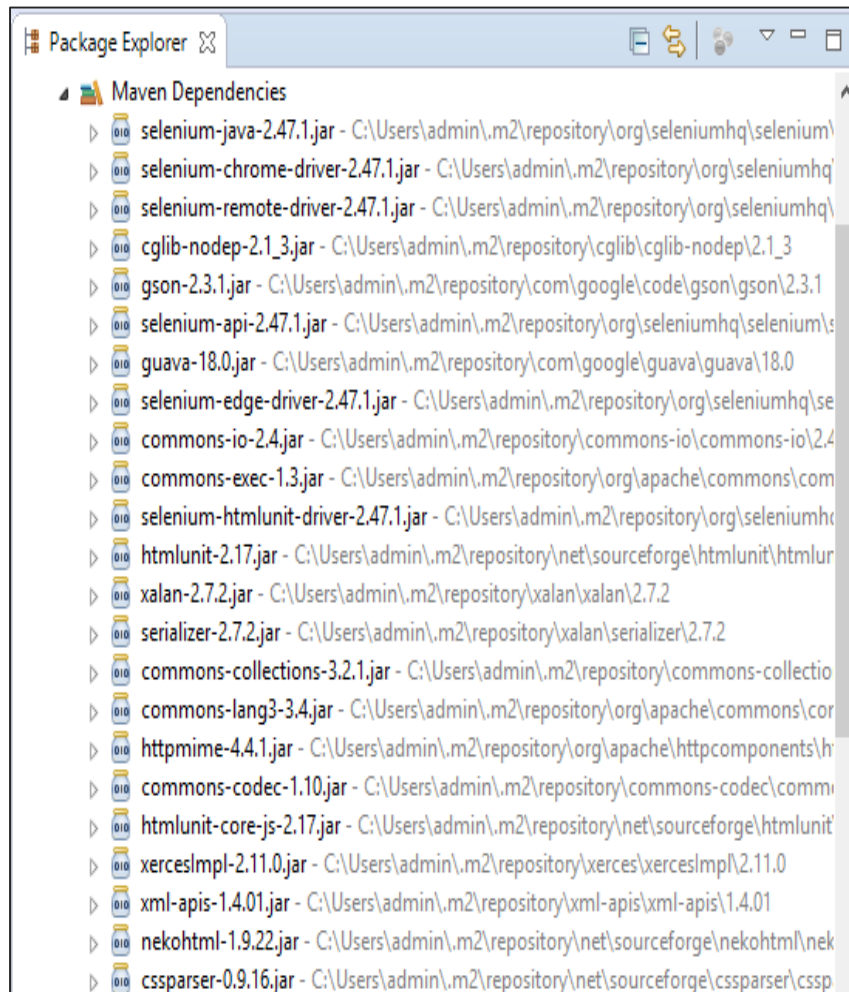 Package Explorer
Maven Dependencies
selenium-java-2.47.1.jar - C:\Users\admin\.m2\repository\org\seleniumhq\selenium\
selenium-chrome-driver-2.47.1.jar - C:\Users\admin\.m2\repository\org\seleniumhq\
selenium-remote-driver-2.47.1.jar - C:\Users\admin\.m2\repository\org\seleniumhq\
cglib-nodep-2.1_3.jar - C:\Users\admin\.m2\repository\cglib\cglib-nodep\2.1_3
gson-2.3.1.jar - C:\Users\admin\.m2\repository\com\google\code\gson\gson\2.3.1
selenium-api-2.47.1.jar - C:\Users\admin\.m2\repository\org\seleniumhq\selenium\s
guava-18.0.jar - C:\Users\admin\.m2\repository\com\google\guava\guava\18.0
selenium-edge-driver-2.47.1.jar - C:\Users\admin\.m2\repository\org\seleniumhq\se
commons-io-2.4.jar - C:\Users\admin\.m2\repository\commons-io\commons-io\2.4
commons-exec-1.3.jar - C:\Users\admin\.m2\repository\org\apache\commons\com
selenium-htmlunit-driver-2.47.1.jar - C:\Users\admin\.m2\repository\org\seleniumhq
htmlunit-2.17.jar - C:\Users\admin\.m2\repository\net\sourceforge\htmlunit\htmlun
xalan-2.7.2.jar - C:\Users\admin\.m2\repository\xalan\xalan\2.7.2
serializer-2.7.2.jar - C:\Users\admin\.m2\repository\xalan\serializer\2.7.2
commons-collections-3.2.1.jar - C:\Users\admin\.m2\repository\commons-collectio
commons-lang3-3.4.jar - C:\Users\admin\.m2\repository\org\apache\commons\cor
httpmime-4.4.1.jar - C:\Users\admin\.m2\repository\org\apache\httpcomponents\h
commons-codec-1.10.jar - C:\Users\admin\.m2\repository\commons-codec\comm
htmlunit-core-js-2.17.jar - C:\Users\admin\.m2\repository\net\sourceforge\htmlunit\
xercesImpl-2.11.0.jar - C:\Users\admin\.m2\repository\xerces\xercesImpl\2.11.0
xml-apis-1.4.01.jar - C:\Users\admin\.m2\repository\xml-apis\xml-apis\1.4.01
nekohtml-1.9.22.jar - C:\Users\admin\.m2\repository\net\sourceforge\nekohtml\nek
cssparser-0.9.16.jar - C:\Users\admin\.m2\repository\net\sourceforge\cssparser\cssp